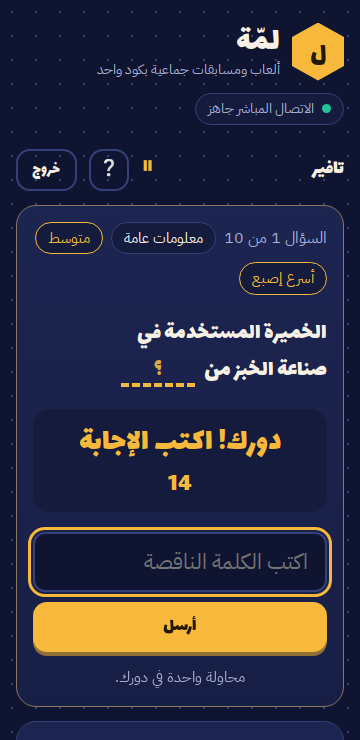 ل
لمّة
ألعاب ومسابقات جماعية بكود واحد
الاتصال المباشر جاهز
تافير
?
خروج
السؤال 1 من 10
معلومات عامة
متوسط
أسرع إصبع
الخميرة المستخدمة في
صناعة الخبز من ؟
دورك! اكتب الإجابة
14
اكتب الكلمة الناقصة
أرسل
محاولة واحدة في دورك.